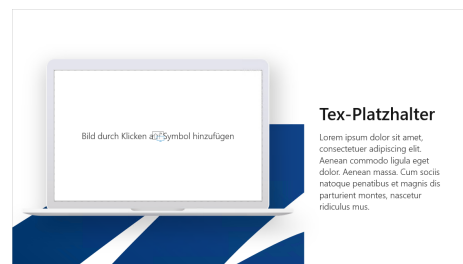 Bild durch Klicken auf Symbol hinzufügen
Tex-Platzhalter
Lorem ipsum dolor sit amet,
consectetuer adipiscing elit.
Aenean commodo ligula eget
dolor. Aenean massa. Cum sociis
natoque penatibus et magnis dis
parturient montes, nascetur
ridiculus mus.